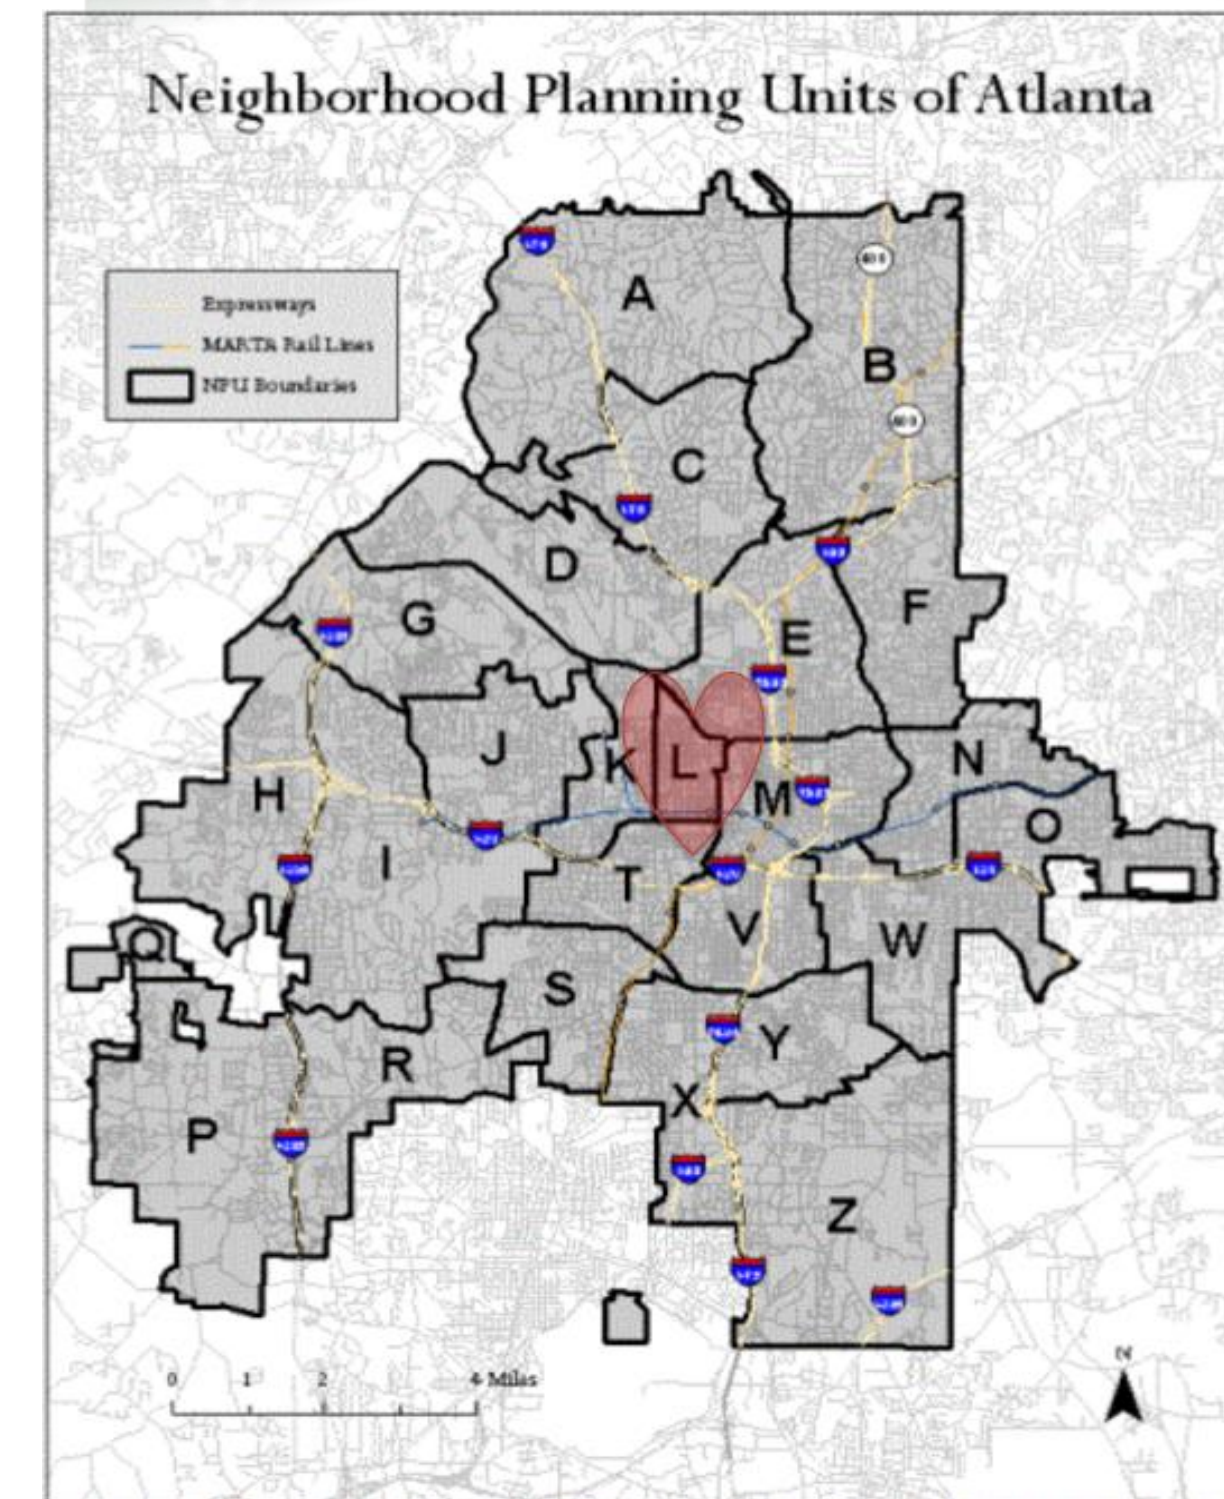 Neighborhood Planning Units of Atlanta
Expressways
MARTA Rail Lines
NPU Boundaries
A
B
C
D
E
F
G
H
I
J
K
L
M
N
O
P
Q
R
S
T
V
W
X
Y
Z
0 1 2 4 Miles
N